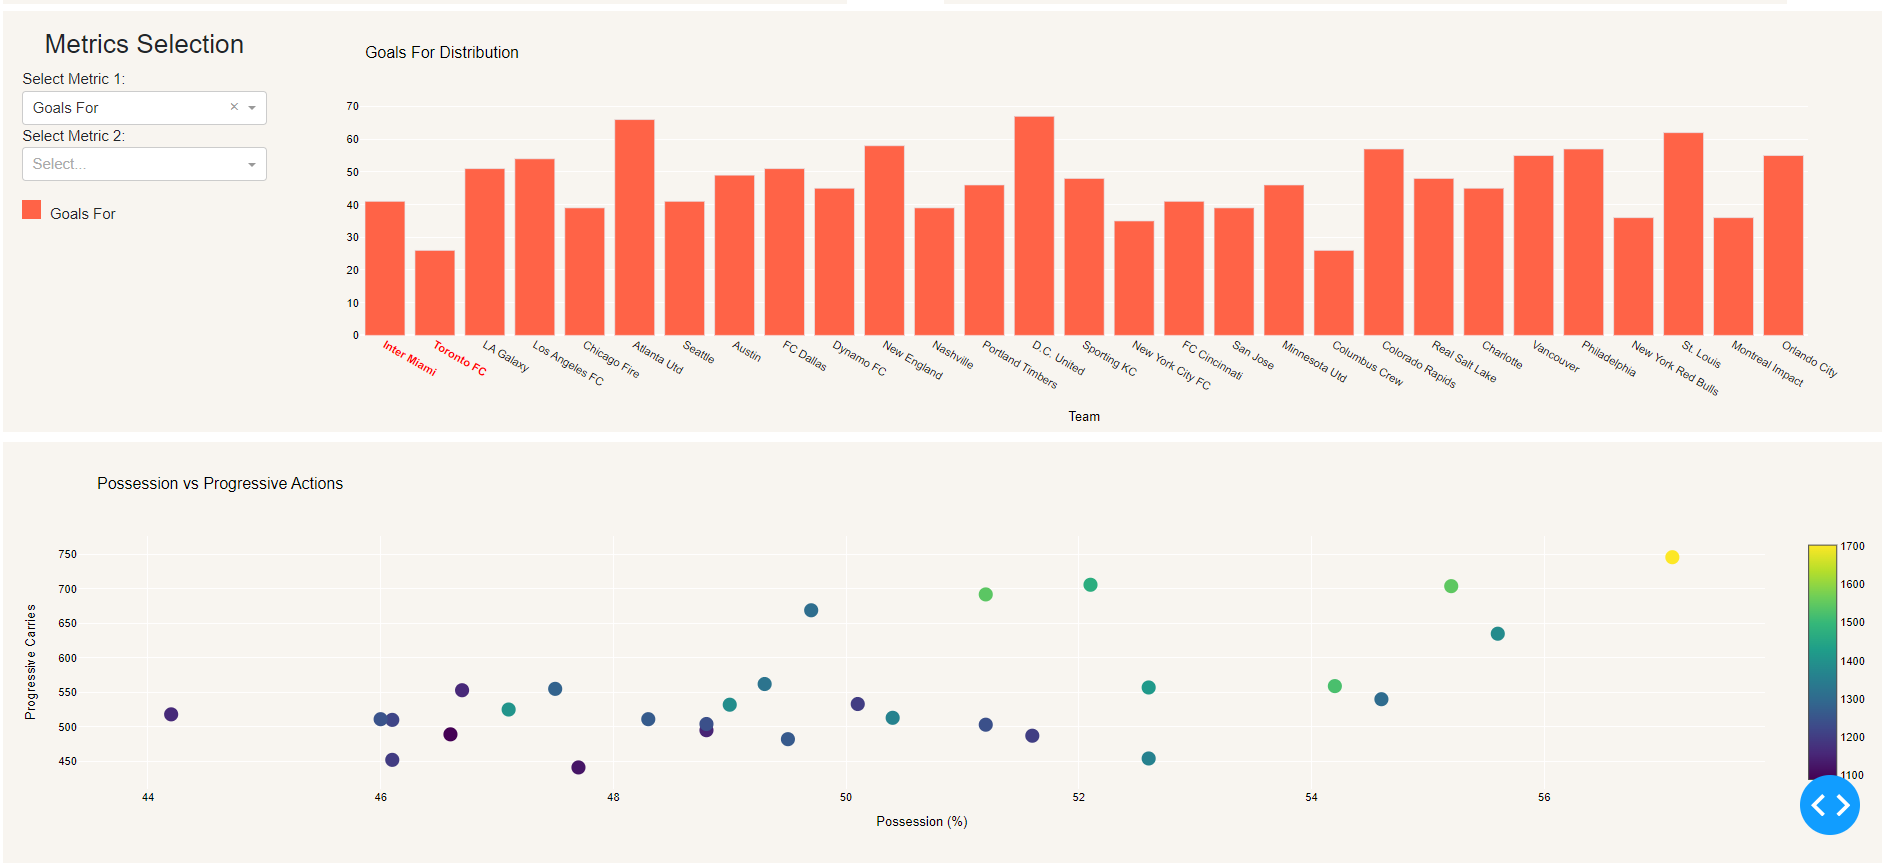 Metrics Selection
Select Metric 1:
Goals For × 
Select Metric 2:
Select...
Goals For
Goals For Distribution
70
60
50
40
30
20
10
0
Inter Miami
Toronto FC
LA Galaxy
Los Angeles FC
Chicago Fire
Atlanta Utd
Seattle
Austin
FC Dallas
Dynamo FC
New England
Nashville
Portland Timbers
D.C. United
Sporting KC
New York City FC
FC Cincinnati
San Jose
Minnesota Utd
Columbus Crew
Colorado Rapids
Real Salt Lake
Charlotte
Vancouver
Philadelphia
New York Red Bulls
St. Louis
Montreal Impact
Orlando City
Team
Possession vs Progressive Actions
Progressive Carries
750
700
650
600
550
500
450
44 46 48 50 52 54 56
Possession (%)
1700
1600
1500
1400
1300
1200
1100